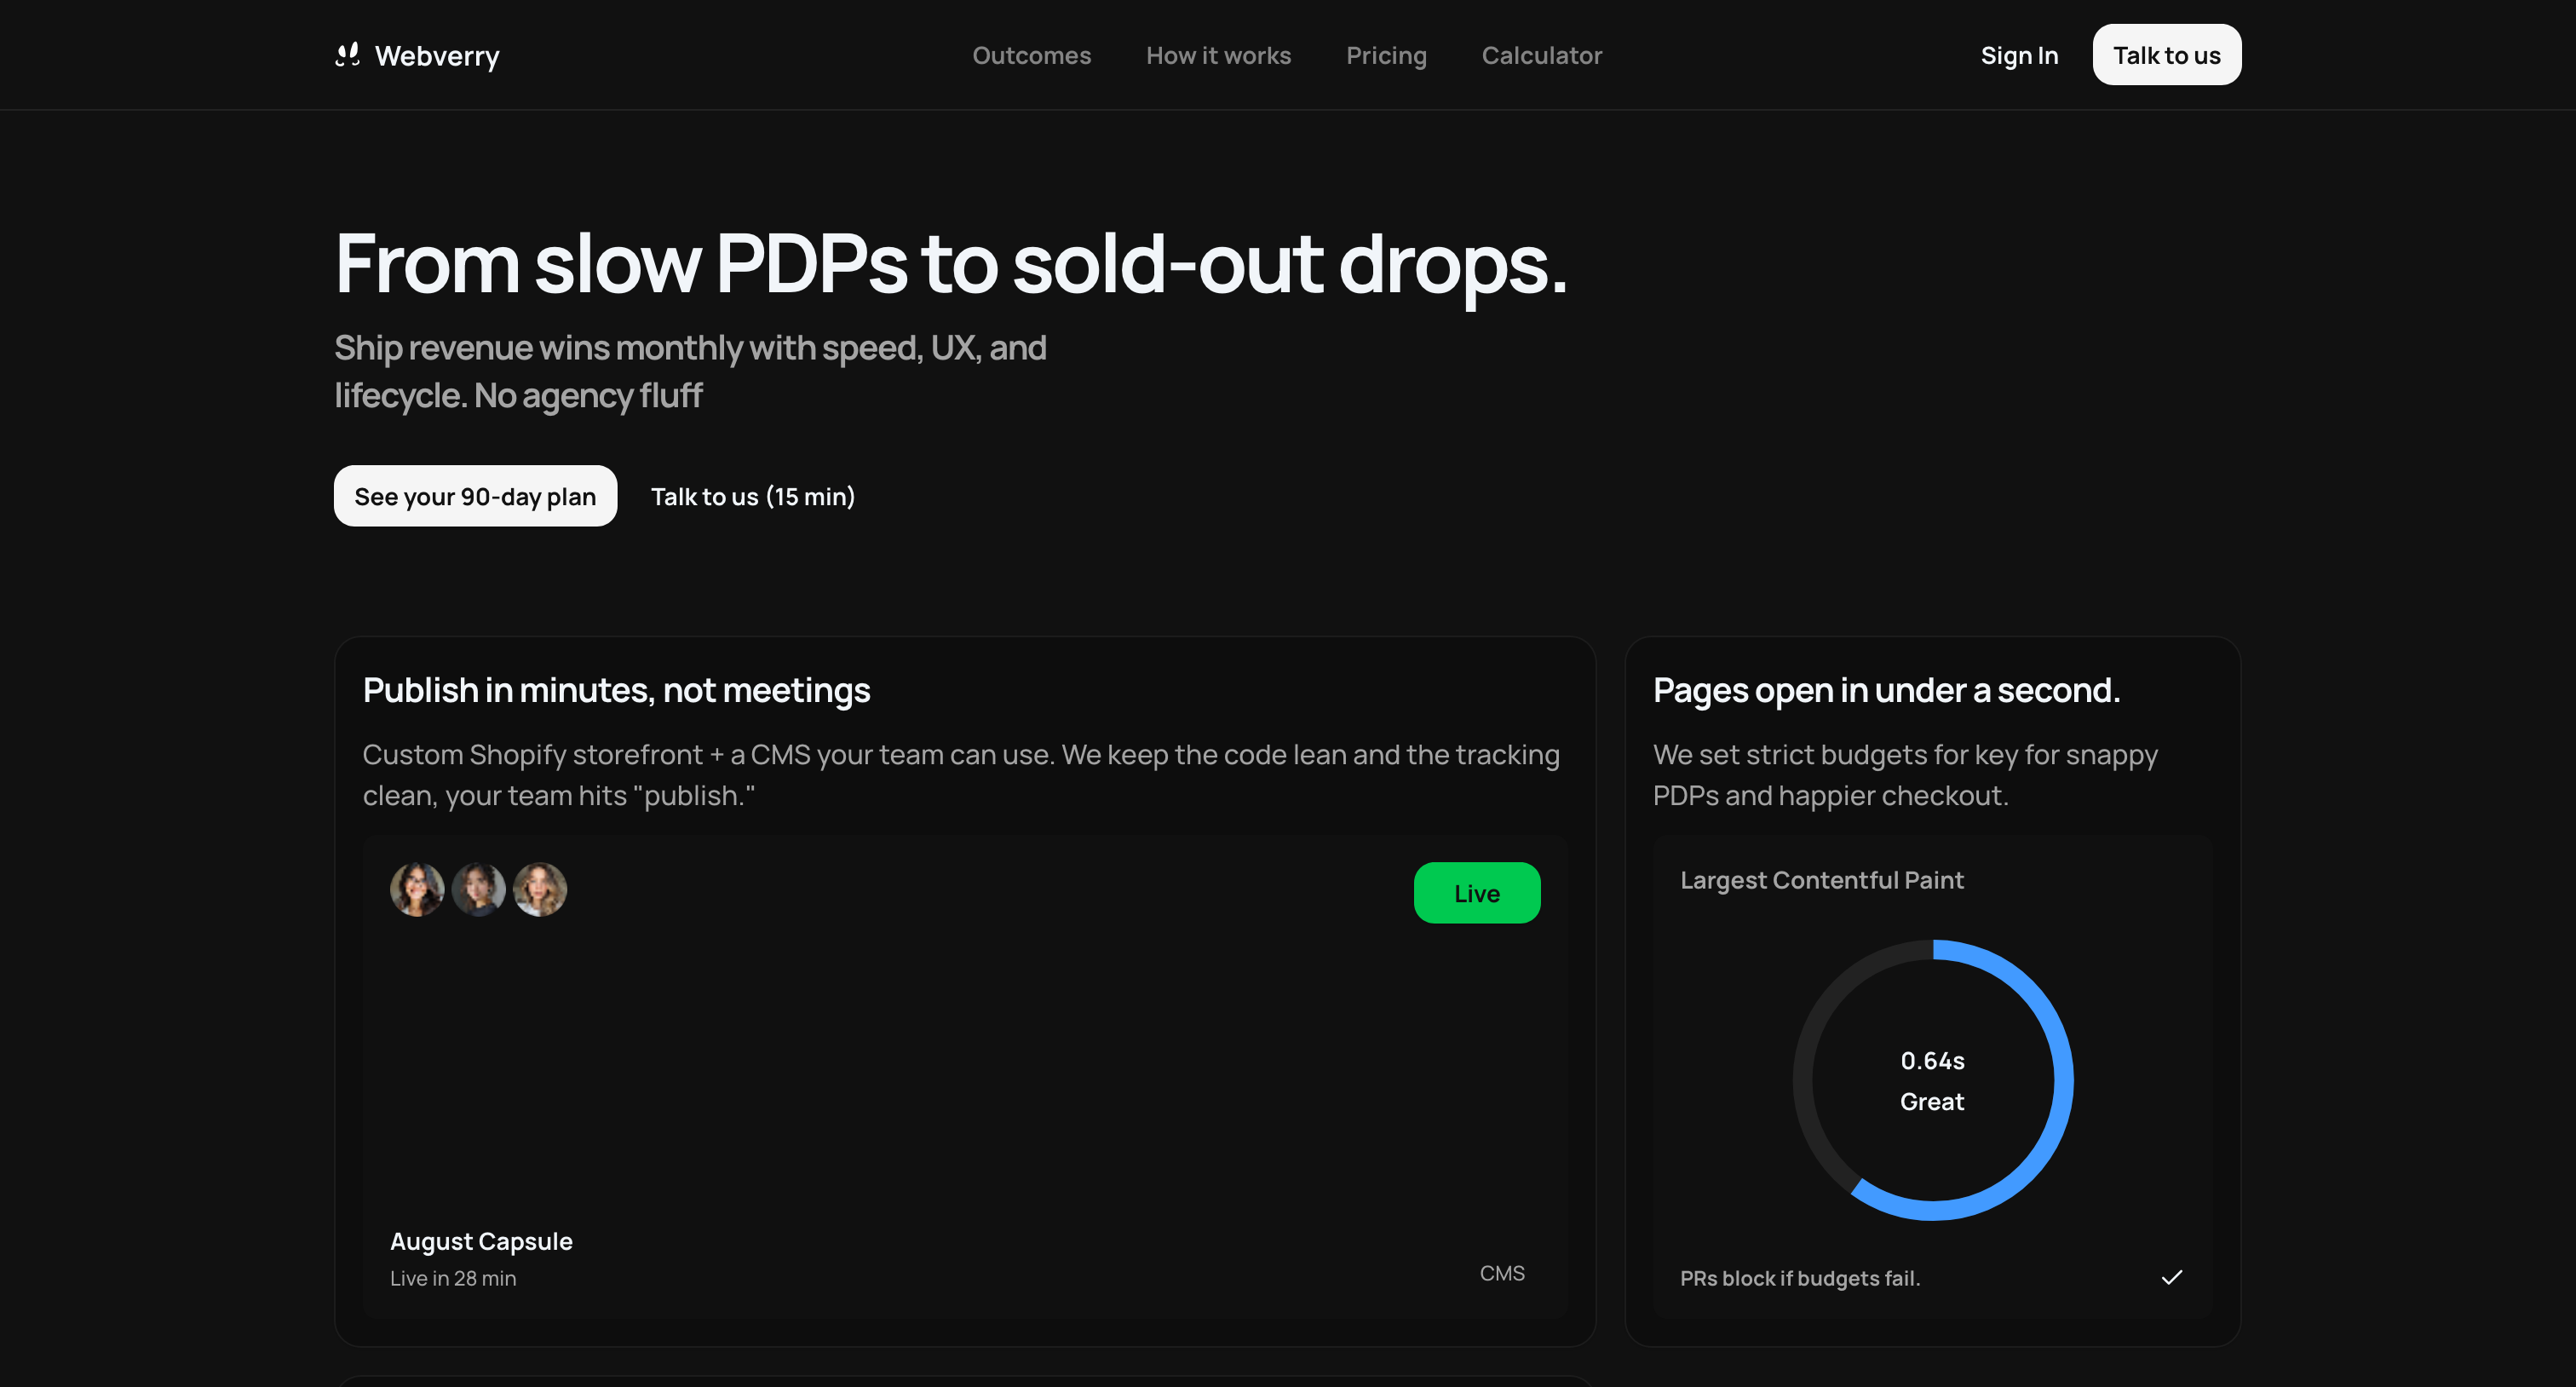 Webverry
Outcomes
How it works
Pricing
Calculator
Sign In
Talk to us
From slow PDPs to sold-out drops.
Ship revenue wins monthly with speed, UX, and
lifecycle. No agency fluff
See your 90-day plan
Talk to us (15 min)
Publish in minutes, not meetings
Custom Shopify storefront + a CMS your team can use. We keep the code lean and the tracking
clean, your team hits "publish."
Live
August Capsule
Live in 28 min
CMS
Pages open in under a second.
We set strict budgets for key for snappy
PDPs and happier checkout.
Largest Contentful Paint
0.64s
Great
PRs block if budgets fail.